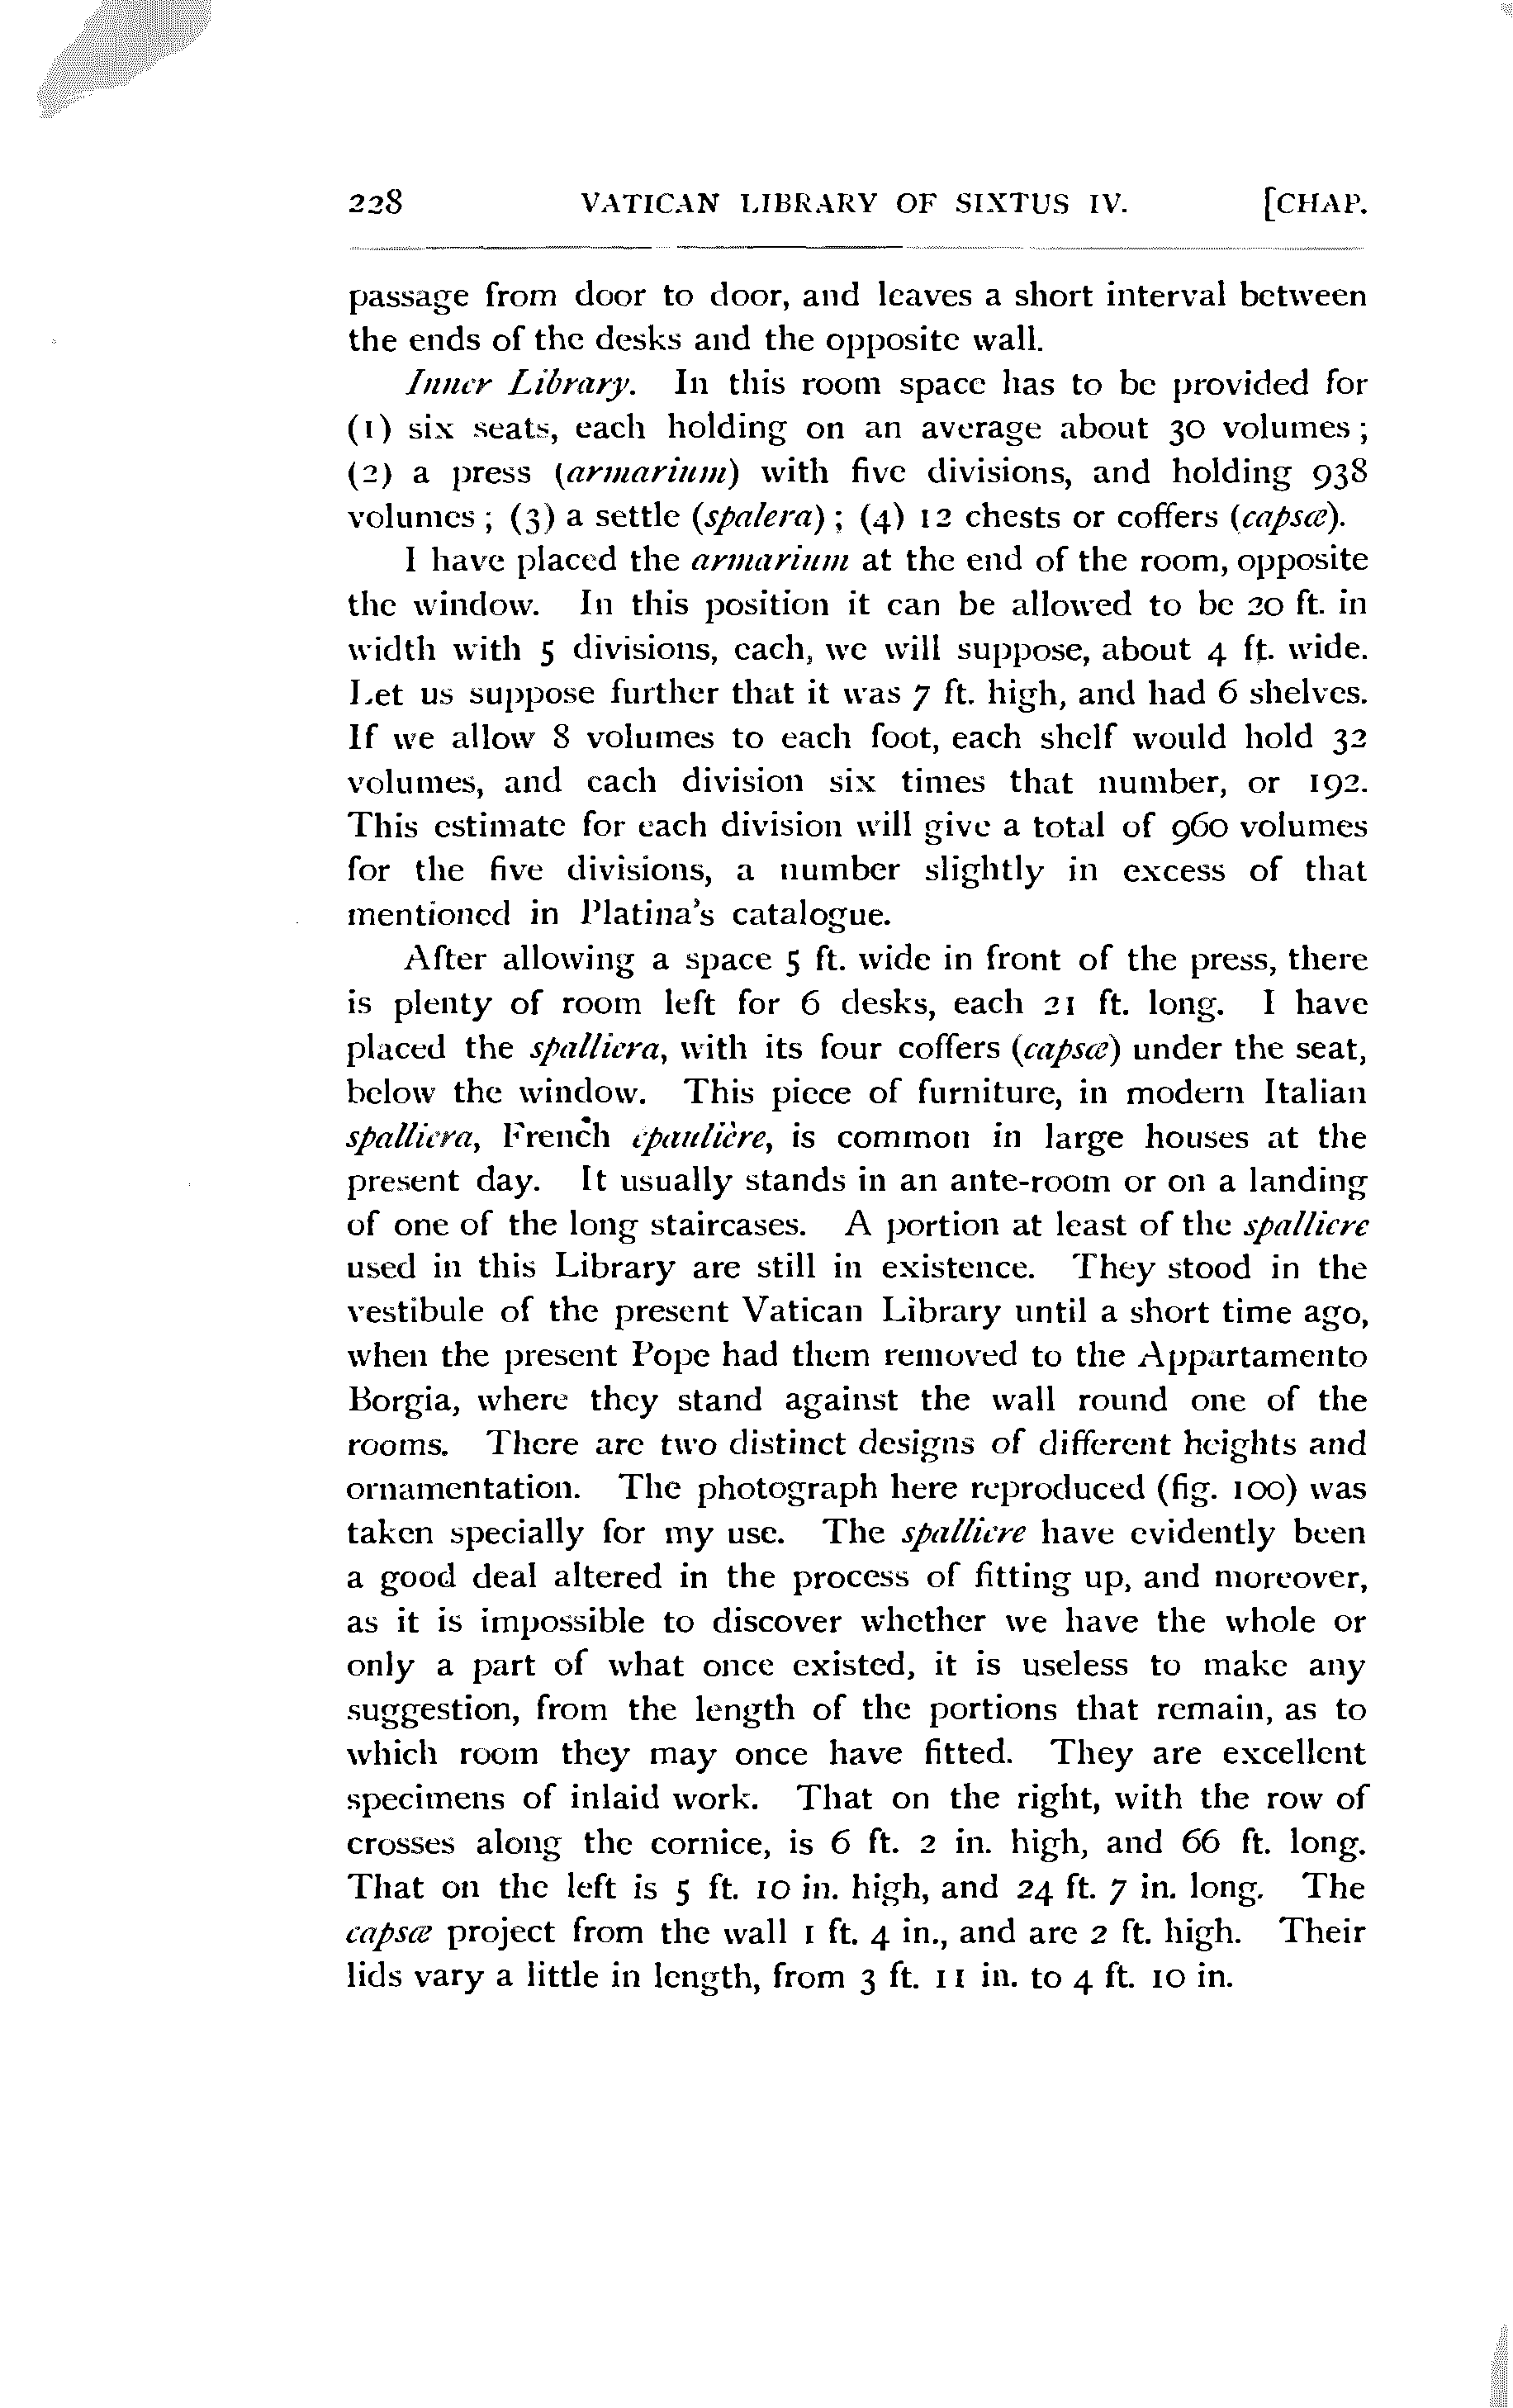 228 VATICAN LIBRARY OF SIXTUS IV. [CHAP.
passage from door to door, and leaves a short interval between
the ends of the desks and the opposite wall.
Inner Library. In this room space has to be provided for
(1) six seats, each holding on an average about 30 volumes;
(2) a press (armarium) with five divisions, and holding 938
volumes; (3) a settle (spalera); (4) 12 chests or coffers (capsæ).
I have placed the armarium at the end of the room, opposite
the window. In this position it can be allowed to be 20 ft. in
width with 5 divisions, each, we will suppose, about 4 ft. wide.
Let us suppose further that it was 7 ft. high, and had 6 shelves.
If we allow 8 volumes to each foot, each shelf would hold 32
volumes, and each division six times that number, or 192.
This estimate for each division will give a total of 960 volumes
for the five divisions, a number slightly in excess of that
mentioned in Platina's catalogue.
After allowing a space 5 ft. wide in front of the press, there
is plenty of room left for 6 desks, each 21 ft. long. I have
placed the spalliera, with its four coffers (capsæ) under the seat,
below the window. This piece of furniture, in modern Italian
spalliera, French épaulière, is common in large houses at the
present day. It usually stands in an ante-room or on a landing
of one of the long staircases. A portion at least of the spalliere
used in this Library are still in existence. They stood in the
vestibule of the present Vatican Library until a short time ago,
when the present Pope had them removed to the Appartamento
Borgia, where they stand against the wall round one of the
rooms. There are two distinct designs of different heights and
ornamentation. The photograph here reproduced (fig. 100) was
taken specially for my use. The spalliere have evidently been
a good deal altered in the process of fitting up, and moreover,
as it is impossible to discover whether we have the whole or
only a part of what once existed, it is useless to make any
suggestion, from the length of the portions that remain, as to
which room they may once have fitted. They are excellent
specimens of inlaid work. That on the right, with the row of
crosses along the cornice, is 6 ft. 2 in. high, and 66 ft. long.
That on the left is 5 ft. 10 in. high, and 24 ft. 7 in. long. The
capsæ project from the wall 1 ft. 4 in., and are 2 ft. high. Their
lids vary a little in length, from 3 ft. 11 in. to 4 ft. 10 in.